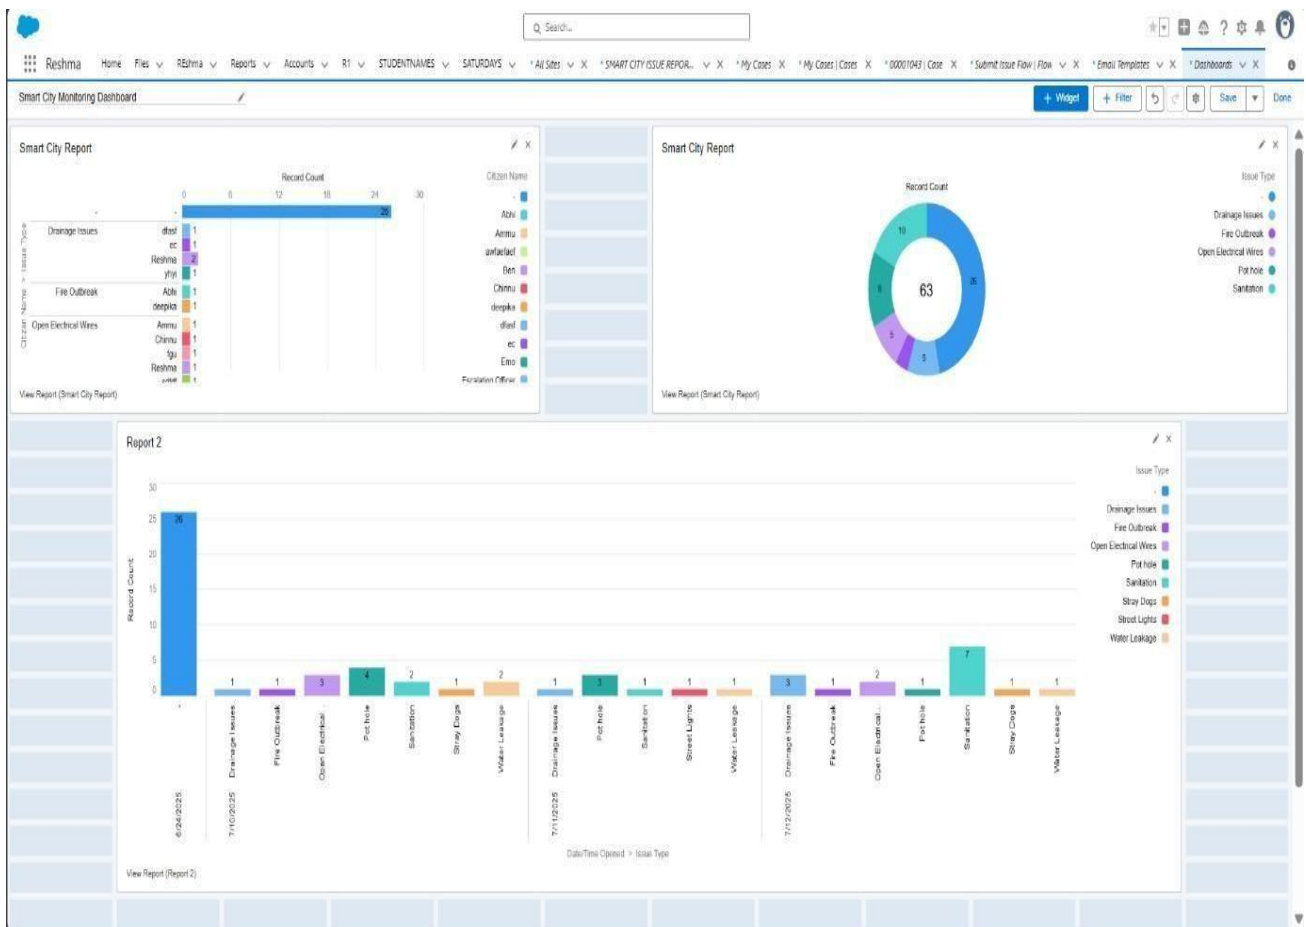 Search...
Reshma Home Files REshma Reports Accounts R1 STUDENTNAMES SATURDAYS * All Sites X * SMART CITY ISSUE REPOR... X * My Cases X * My Cases | Cases X * 00001043 | Case X * Submit Issue Flow | Flow X * Email Templates X * Dashboards X
Smart City Monitoring Dashboard
+ Widget + Filter Save Done
Smart City Report
Record Count
0 6 12 18 24 30
Citizen Name > Issue Type
- - 26
Drainage Issues dfasf 1
ec 1
Reshma 2
yhyi 1
Fire Outbreak Abhi 1
deepika 1
Open Electrical Wires Ammu 1
Chinnu 1
fgu 1
Reshma 1
1
Citizen Name
-
Abhi
Ammu
awfaefaef
Ben
Chinnu
deepika
dfasf
ec
Emo
Escalation Officer
View Report (Smart City Report)
Smart City Report
Record Count
63
26
5
5
8
10
Issue Type
-
Drainage Issues
Fire Outbreak
Open Electrical Wires
Pot hole
Sanitation
View Report (Smart City Report)
Report 2
Record Count
30
25
20
15
10
5
0
26 1 1 3 4 2 1 2 1 3 1 1 1 3 1 2 1 7 1 1
- Drainage Issues Fire Outbreak Open Electrical... Pot hole Sanitation Stray Dogs Water Leakage Drainage Issues Pot hole Sanitation Street Lights Water Leakage Drainage Issues Fire Outbreak Open Electrical... Pot hole Sanitation Stray Dogs Water Leakage
6/24/2025 7/10/2025 7/11/2025 7/12/2025
Date/Time Opened > Issue Type
Issue Type
-
Drainage Issues
Fire Outbreak
Open Electrical Wires
Pot hole
Sanitation
Stray Dogs
Street Lights
Water Leakage
View Report (Report 2)